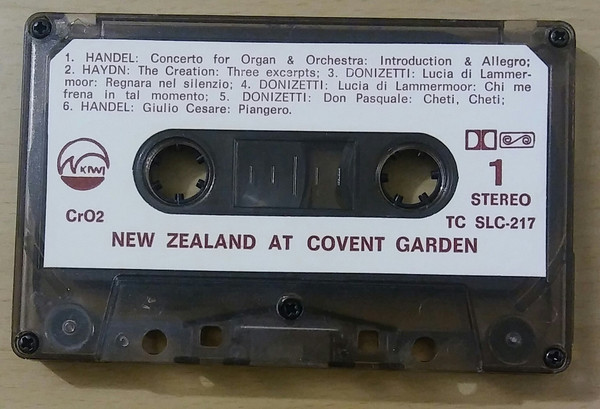 1. HANDEL: Concerto for Organ & Orchestra: Introduction & Allegro;
2. HAYDN: The Creation: Three excerpts; 3. DONIZETTI: Lucia di Lammer-
moor: Regnara nel silenzio; 4. DONIZETTI: Lucia di Lammermoor: Chi me
frena in tal momento; 5. DONIZETTI: Don Pasquale: Cheti, Cheti;
6. HANDEL: Giulio Cesare: Piangero.
KIWI
CrO2
1
STEREO
TC SLC-217
NEW ZEALAND AT COVENT GARDEN